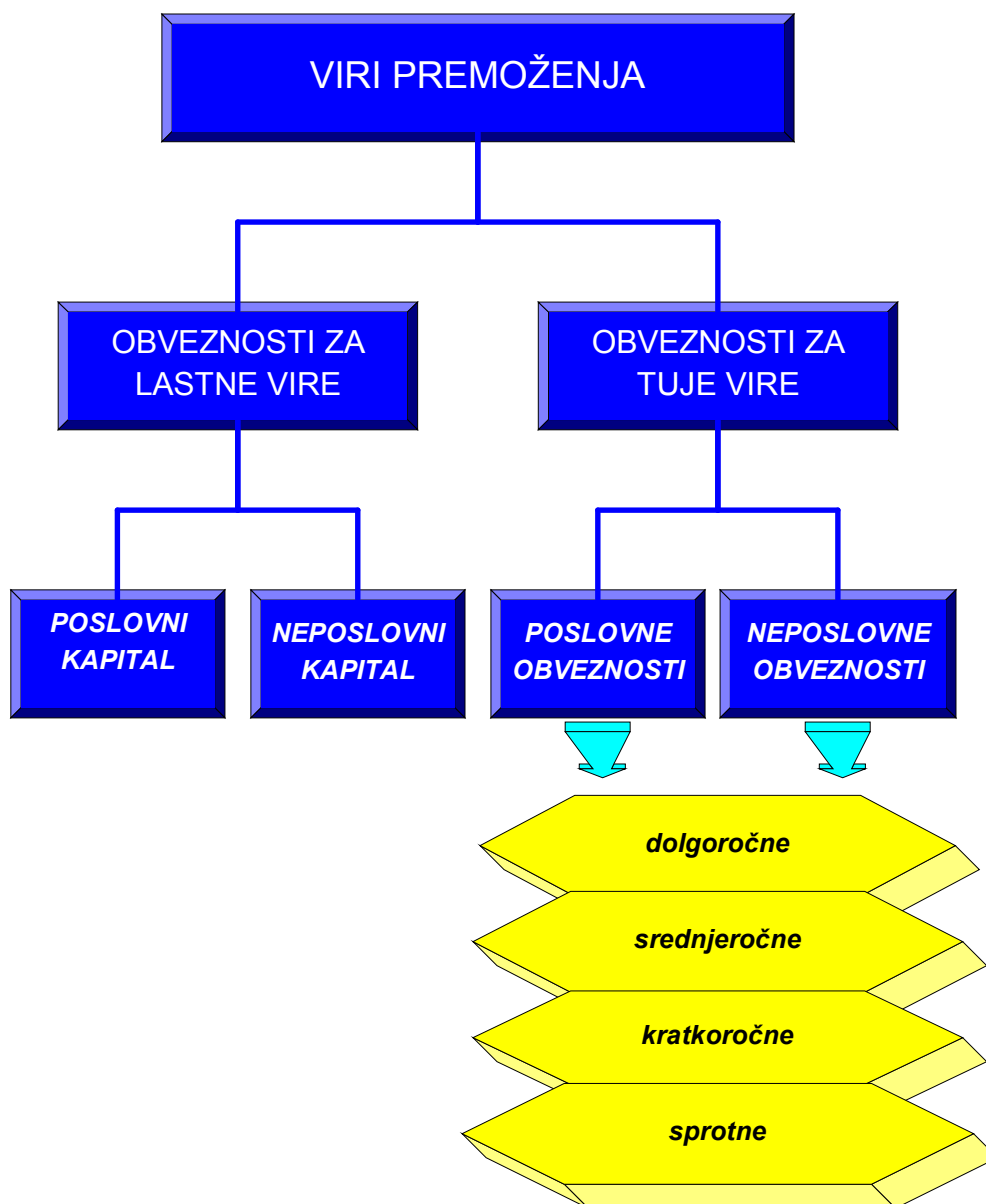 VIRI PREMOŽENJA
OBVEZNOSTI ZA
LASTNE VIRE
OBVEZNOSTI ZA
TUJE VIRE
POSLOVNI
KAPITAL
NEPOSLOVNI
KAPITAL
POSLOVNE
OBVEZNOSTI
NEPOSLOVNE
OBVEZNOSTI
dolgoročne
srednjeročne
kratkoročne
sprotne